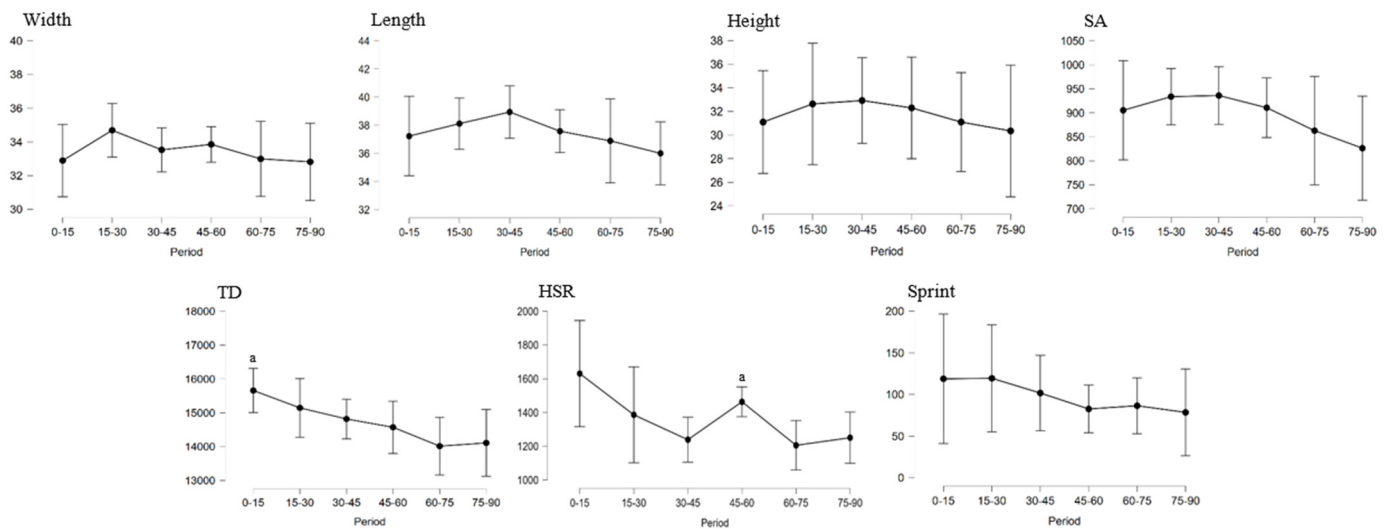 Width
40
38
36
34
32
30
0-15 15-30 30-45 45-60 60-75 75-90
Period
Length
44
42
40
38
36
34
32
0-15 15-30 30-45 45-60 60-75 75-90
Period
Height
38
36
34
32
30
28
26
24
0-15 15-30 30-45 45-60 60-75 75-90
Period
SA
1050
1000
950
900
850
800
750
700
0-15 15-30 30-45 45-60 60-75 75-90
Period
TD
18000
17000
16000
15000
14000
13000
a
0-15 15-30 30-45 45-60 60-75 75-90
Period
HSR
2000
1800
1600
1400
1200
1000
a
0-15 15-30 30-45 45-60 60-75 75-90
Period
Sprint
200
150
100
50
0
0-15 15-30 30-45 45-60 60-75 75-90
Period